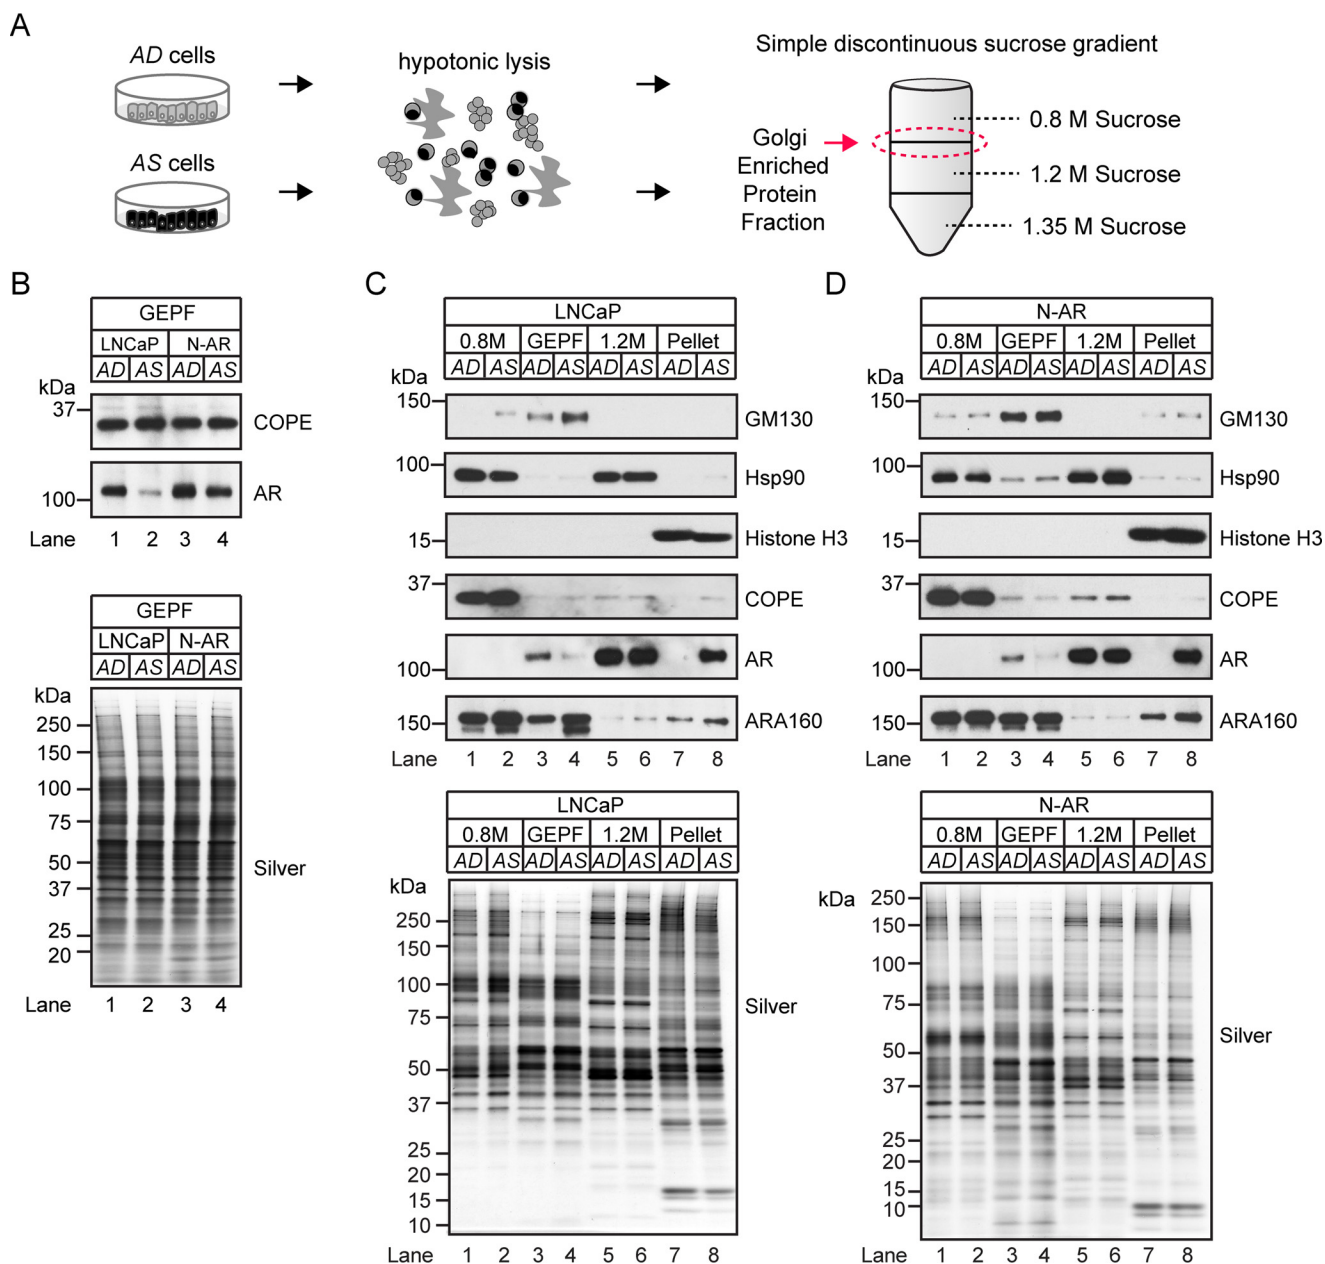 A
AD cells
AS cells
hypotonic lysis
Simple discontinuous sucrose gradient
Golgi
Enriched
Protein
Fraction
0.8 M Sucrose
1.2 M Sucrose
1.35 M Sucrose
B
GEPF
LNCaP N-AR
AD AS AD AS
kDa
37
COPE
100
AR
Lane 1 2 3 4
GEPF
LNCaP N-AR
AD AS AD AS
kDa
250
150
100
75
50
37
25
20
Silver
Lane 1 2 3 4
C
LNCaP
0.8M GEPF 1.2M Pellet
AD AS AD AS AD AS AD AS
kDa
150
GM130
100
Hsp90
15
Histone H3
37
COPE
100
AR
150
ARA160
Lane 1 2 3 4 5 6 7 8
LNCaP
0.8M GEPF 1.2M Pellet
AD AS AD AS AD AS AD AS
kDa
250
150
100
75
50
37
25
20
15
10
Silver
Lane 1 2 3 4 5 6 7 8
D
N-AR
0.8M GEPF 1.2M Pellet
AD AS AD AS AD AS AD AS
kDa
150
GM130
100
Hsp90
15
Histone H3
37
COPE
100
AR
150
ARA160
Lane 1 2 3 4 5 6 7 8
N-AR
0.8M GEPF 1.2M Pellet
AD AS AD AS AD AS AD AS
kDa
250
150
100
75
50
37
25
20
15
10
Silver
Lane 1 2 3 4 5 6 7 8